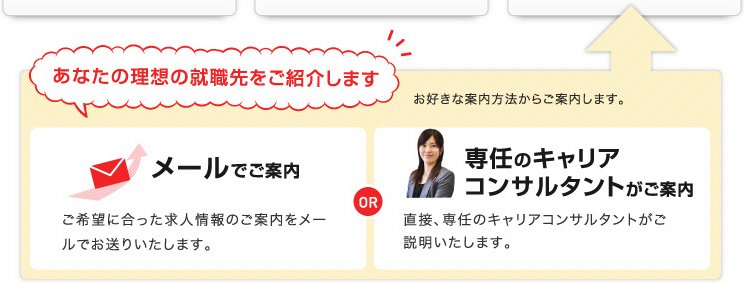 あなたの理想の就職先をご紹介します
お好きな案内方法からご案内します。
メールでご案内
ご希望に合った求人情報のご案内をメー
ルでお送りいたします。
OR
専任のキャリア
コンサルタントがご案内
直接、専任のキャリアコンサルタントがご
説明いたします。